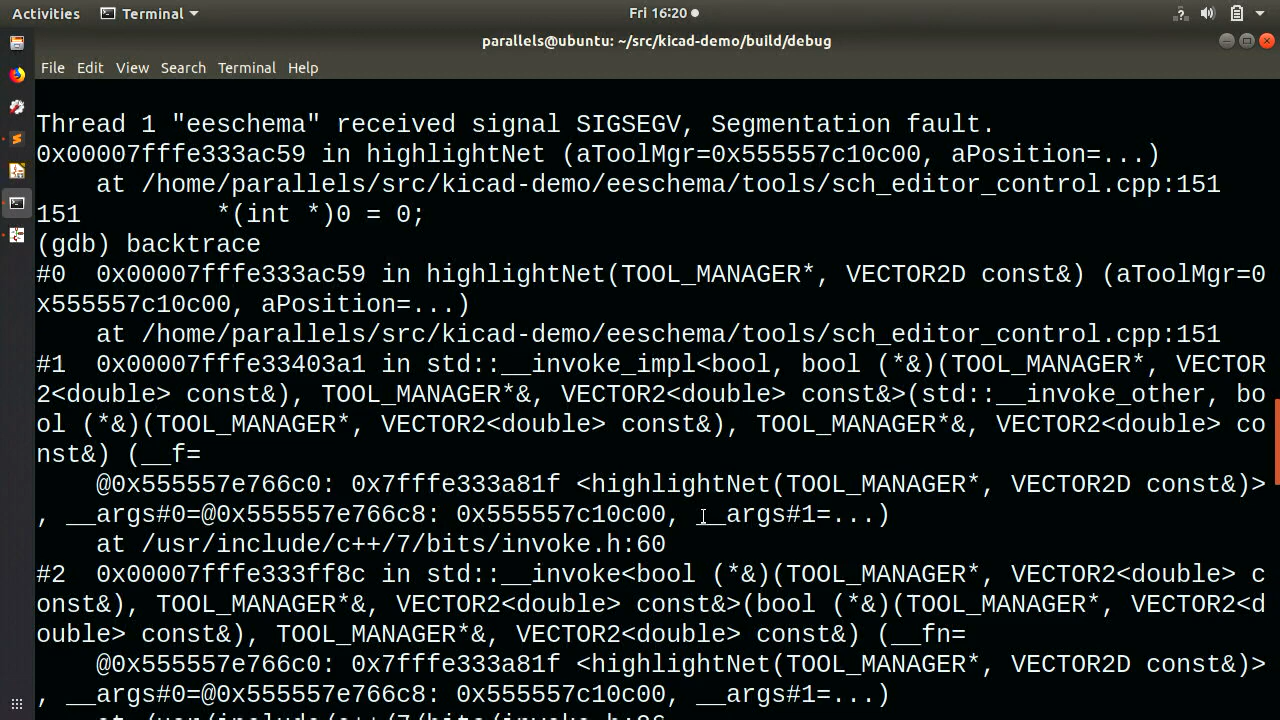 Activities Terminal Fri 16:20
parallels@ubuntu: ~/src/kicad-demo/build/debug
File Edit View Search Terminal Help
Thread 1 "eeschema" received signal SIGSEGV, Segmentation fault.
0x00007fffe333ac59 in highlightNet (aToolMgr=0x555557c10c00, aPosition=...)
at /home/parallels/src/kicad-demo/eeschema/tools/sch_editor_control.cpp:151
151 *(int *)0 = 0;
(gdb) backtrace
#0 0x00007fffe333ac59 in highlightNet(TOOL_MANAGER*, VECTOR2D const&) (aToolMgr=0
x555557c10c00, aPosition=...)
at /home/parallels/src/kicad-demo/eeschema/tools/sch_editor_control.cpp:151
#1 0x00007fffe33403a1 in std::__invoke_impl<bool, bool (*&)(TOOL_MANAGER*, VECTOR
2<double> const&), TOOL_MANAGER*&, VECTOR2<double> const&>(std::__invoke_other, bo
ol (*&)(TOOL_MANAGER*, VECTOR2<double> const&), TOOL_MANAGER*&, VECTOR2<double> co
nst&) (__f=
@0x555557e766c0: 0x7fffe333a81f <highlightNet(TOOL_MANAGER*, VECTOR2D const&)>
, __args#0=@0x555557e766c8: 0x555557c10c00, __args#1=...)
at /usr/include/c++/7/bits/invoke.h:60
#2 0x00007fffe333ff8c in std::__invoke<bool (*&)(TOOL_MANAGER*, VECTOR2<double> c
onst&), TOOL_MANAGER*&, VECTOR2<double> const&>(bool (*&)(TOOL_MANAGER*, VECTOR2<d
ouble> const&), TOOL_MANAGER*&, VECTOR2<double> const&) (__fn=
@0x555557e766c0: 0x7fffe333a81f <highlightNet(TOOL_MANAGER*, VECTOR2D const&)>
, __args#0=@0x555557e766c8: 0x555557c10c00, __args#1=...)